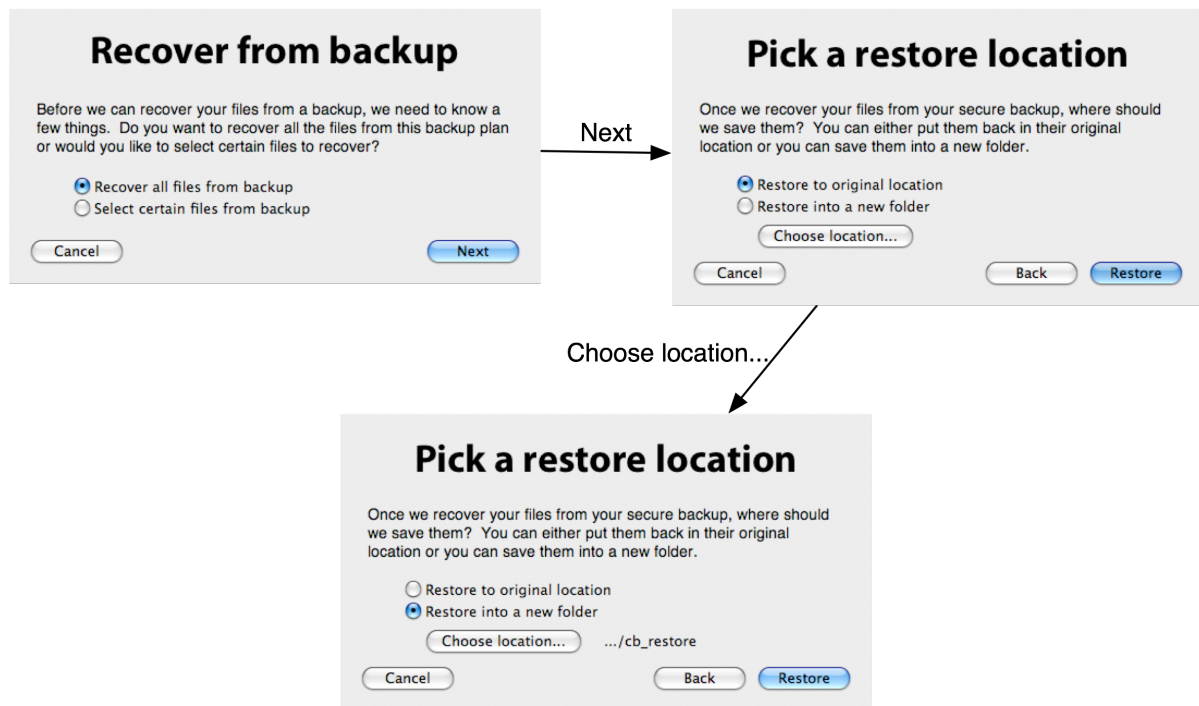 Recover from backup
Before we can recover your files from a backup, we need to know a
few things.  Do you want to recover all the files from this backup plan
or would you like to select certain files to recover?
Recover all files from backup
Select certain files from backup
Cancel
Next
Next
Pick a restore location
Once we recover your files from your secure backup, where should
we save them?  You can either put them back in their original
location or you can save them into a new folder.
Restore to original location
Restore into a new folder
Choose location...
Cancel
Back
Restore
Choose location...
Pick a restore location
Once we recover your files from your secure backup, where should
we save them?  You can either put them back in their original
location or you can save them into a new folder.
Restore to original location
Restore into a new folder
Choose location...
.../cb_restore
Cancel
Back
Restore